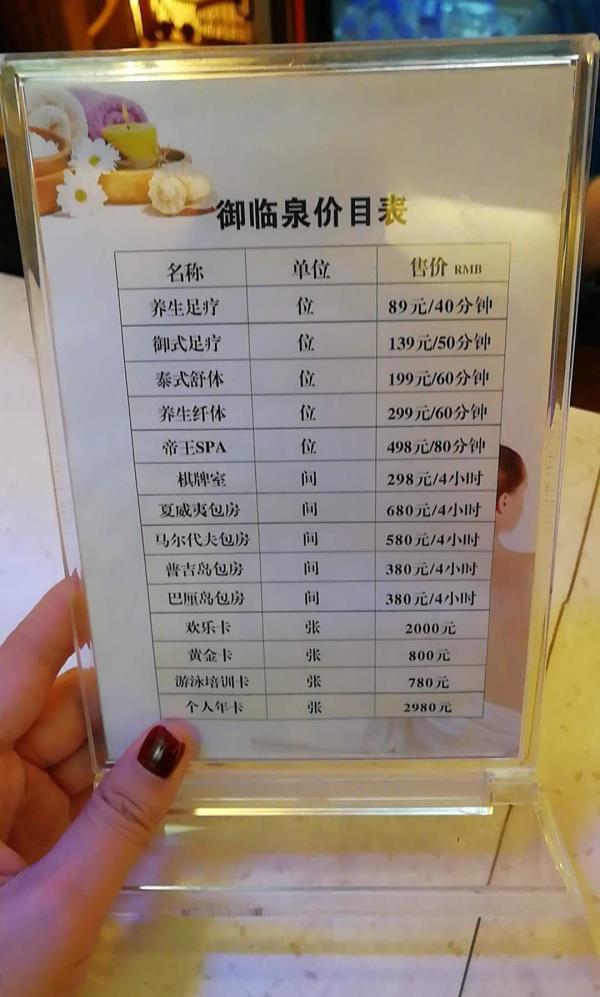 御临泉价目表
名称 单位 售价 RMB
养生足疗 位 89元/40分钟
御式足疗 位 139元/50分钟
泰式舒体 位 199元/60分钟
养生纤体 位 299元/60分钟
帝王SPA 位 498元/80分钟
棋牌室 间 298元/4小时
夏威夷包房 间 680元/4小时
马尔代夫包房 间 580元/4小时
普吉岛包房 间 380元/4小时
巴厘岛包房 间 380元/4小时
欢乐卡 张 2000元
黄金卡 张 800元
游泳培训卡 张 780元
个人年卡 张 2980元